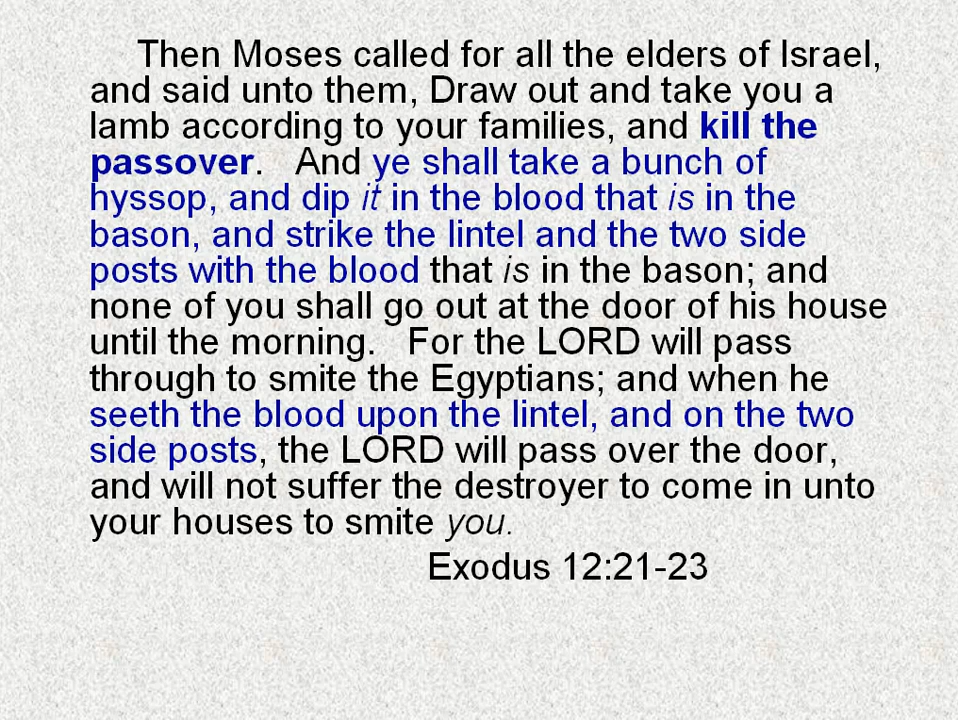 Then Moses called for all the elders of Israel,
and said unto them, Draw out and take you a
lamb according to your families, and kill the
passover.   And ye shall take a bunch of
hyssop, and dip it in the blood that is in the
bason, and strike the lintel and the two side
posts with the blood that is in the bason; and
none of you shall go out at the door of his house
until the morning.   For the LORD will pass
through to smite the Egyptians; and when he
seeth the blood upon the lintel, and on the two
side posts, the LORD will pass over the door,
and will not suffer the destroyer to come in unto
your houses to smite you.
Exodus 12:21-23